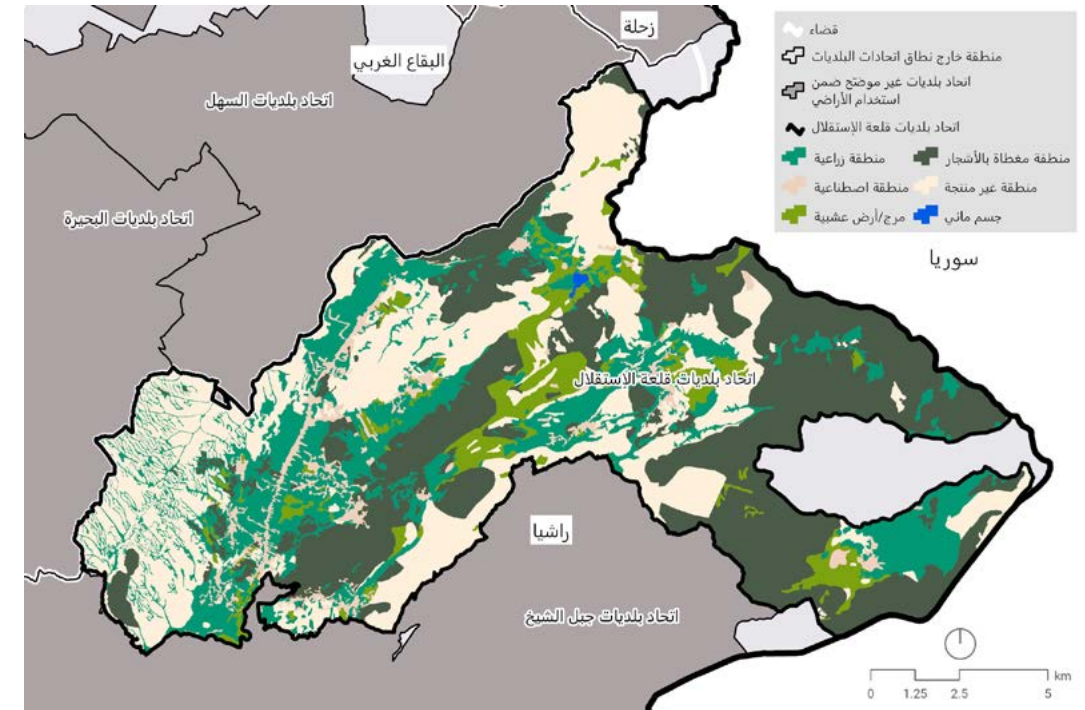 زحلة
البقاع الغربي
اتحاد بلديات السهل
اتحاد بلديات البحيرة
اتحاد بلديات قلعة الإستقلال
راشيا
اتحاد بلديات جبل الشيخ
سوريا
قضاء
منطقة خارج نطاق اتحادات البلديات
اتحاد بلديات غير موضّح ضمن
استخدام الأراضي
اتحاد بلديات قلعة الإستقلال
منطقة مغطاة بالأشجار
منطقة زراعية
منطقة غير منتجة
منطقة اصطناعية
جسم مائي
مرج/أرض عشبية
km
0 1.25 2.5 5